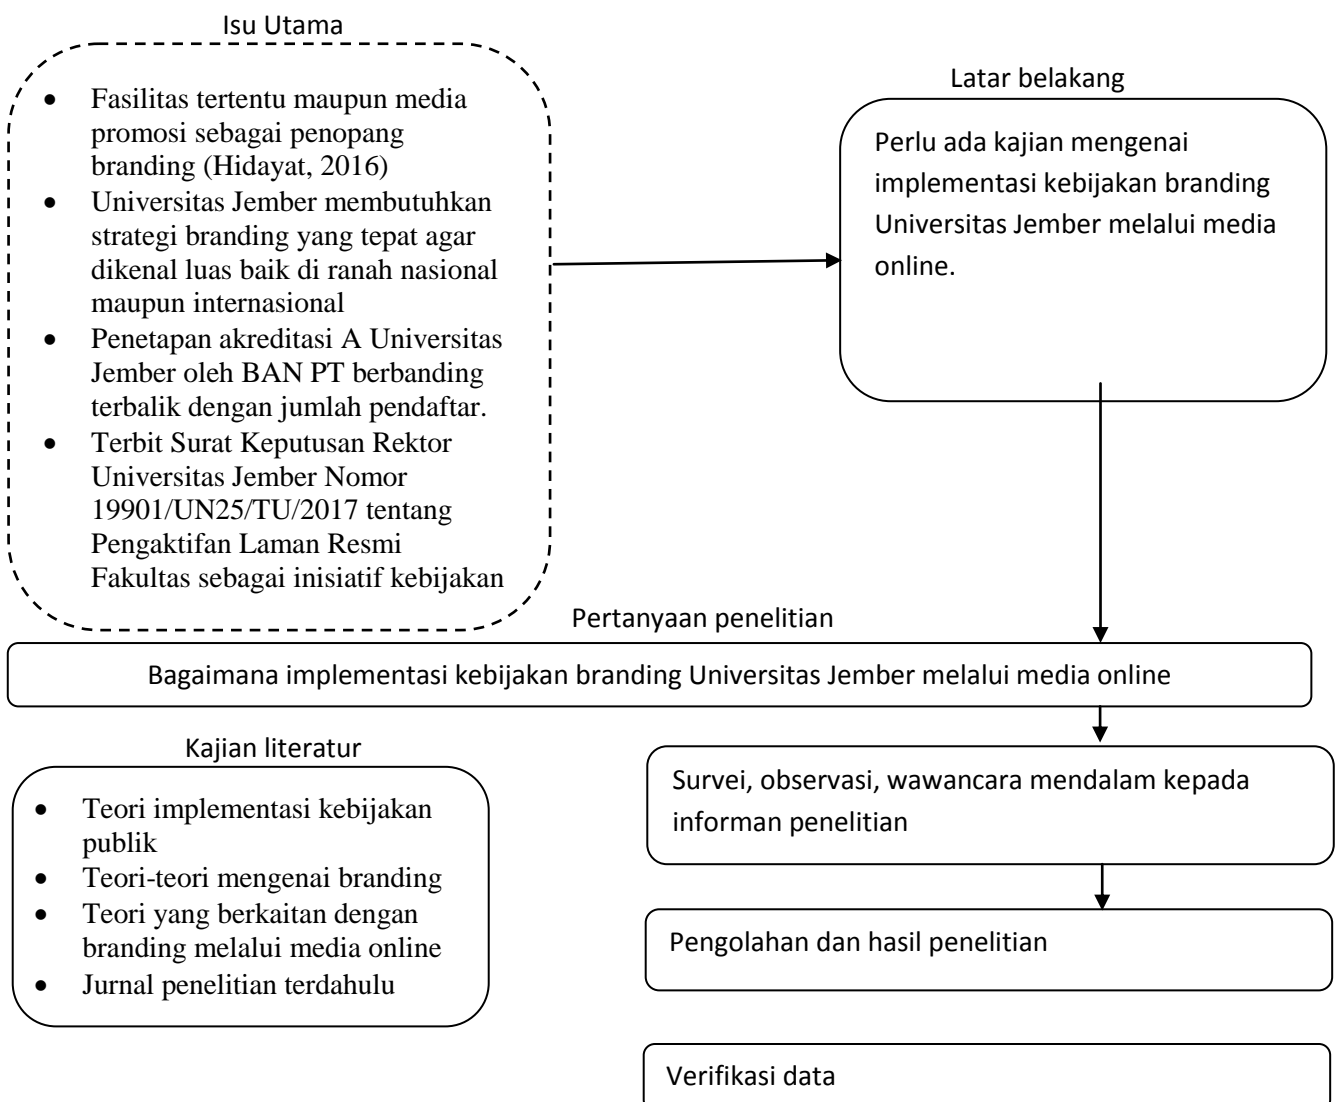 Isu Utama
• Fasilitas tertentu maupun media
promosi sebagai penopang
branding (Hidayat, 2016)
• Universitas Jember membutuhkan
strategi branding yang tepat agar
dikenal luas baik di ranah nasional
maupun internasional
• Penetapan akreditasi A Universitas
Jember oleh BAN PT berbanding
terbalik dengan jumlah pendaftar.
• Terbit Surat Keputusan Rektor
Universitas Jember Nomor
19901/UN25/TU/2017 tentang
Pengaktifan Laman Resmi
Fakultas sebagai inisiatif kebijakan
Latar belakang
Perlu ada kajian mengenai
implementasi kebijakan branding
Universitas Jember melalui media
online.
Pertanyaan penelitian
Bagaimana implementasi kebijakan branding Universitas Jember melalui media online
Kajian literatur
• Teori implementasi kebijakan
publik
• Teori-teori mengenai branding
• Teori yang berkaitan dengan
branding melalui media online
• Jurnal penelitian terdahulu
Survei, observasi, wawancara mendalam kepada
informan penelitian
Pengolahan dan hasil penelitian
Verifikasi data